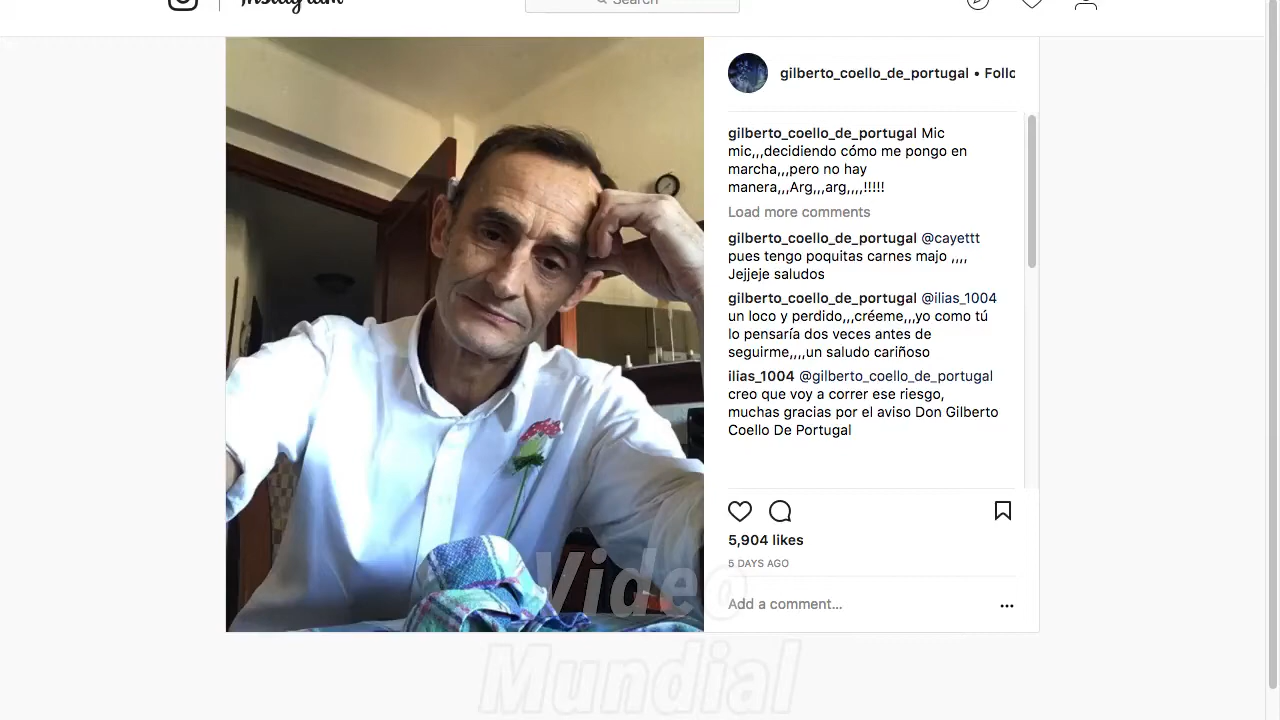 Instagram
Search
gilberto_coello_de_portugal • Follo
gilberto_coello_de_portugal Mic
mic,,,decidiendo cómo me pongo en
marcha,,,pero no hay
manera,,,Arg,,,arg,,,,!!!!!
Load more comments
gilberto_coello_de_portugal @cayettt
pues tengo poquitas carnes majo ,,,,
Jejjeje saludos
gilberto_coello_de_portugal @ilias_1004
un loco y perdido,,,créeme,,,yo como tú
lo pensaría dos veces antes de
seguirme,,,,un saludo cariñoso
ilias_1004 @gilberto_coello_de_portugal
creo que voy a correr ese riesgo,
muchas gracias por el aviso Don Gilberto
Coello De Portugal
5,904 likes
5 DAYS AGO
Add a comment...
Video
Mundial